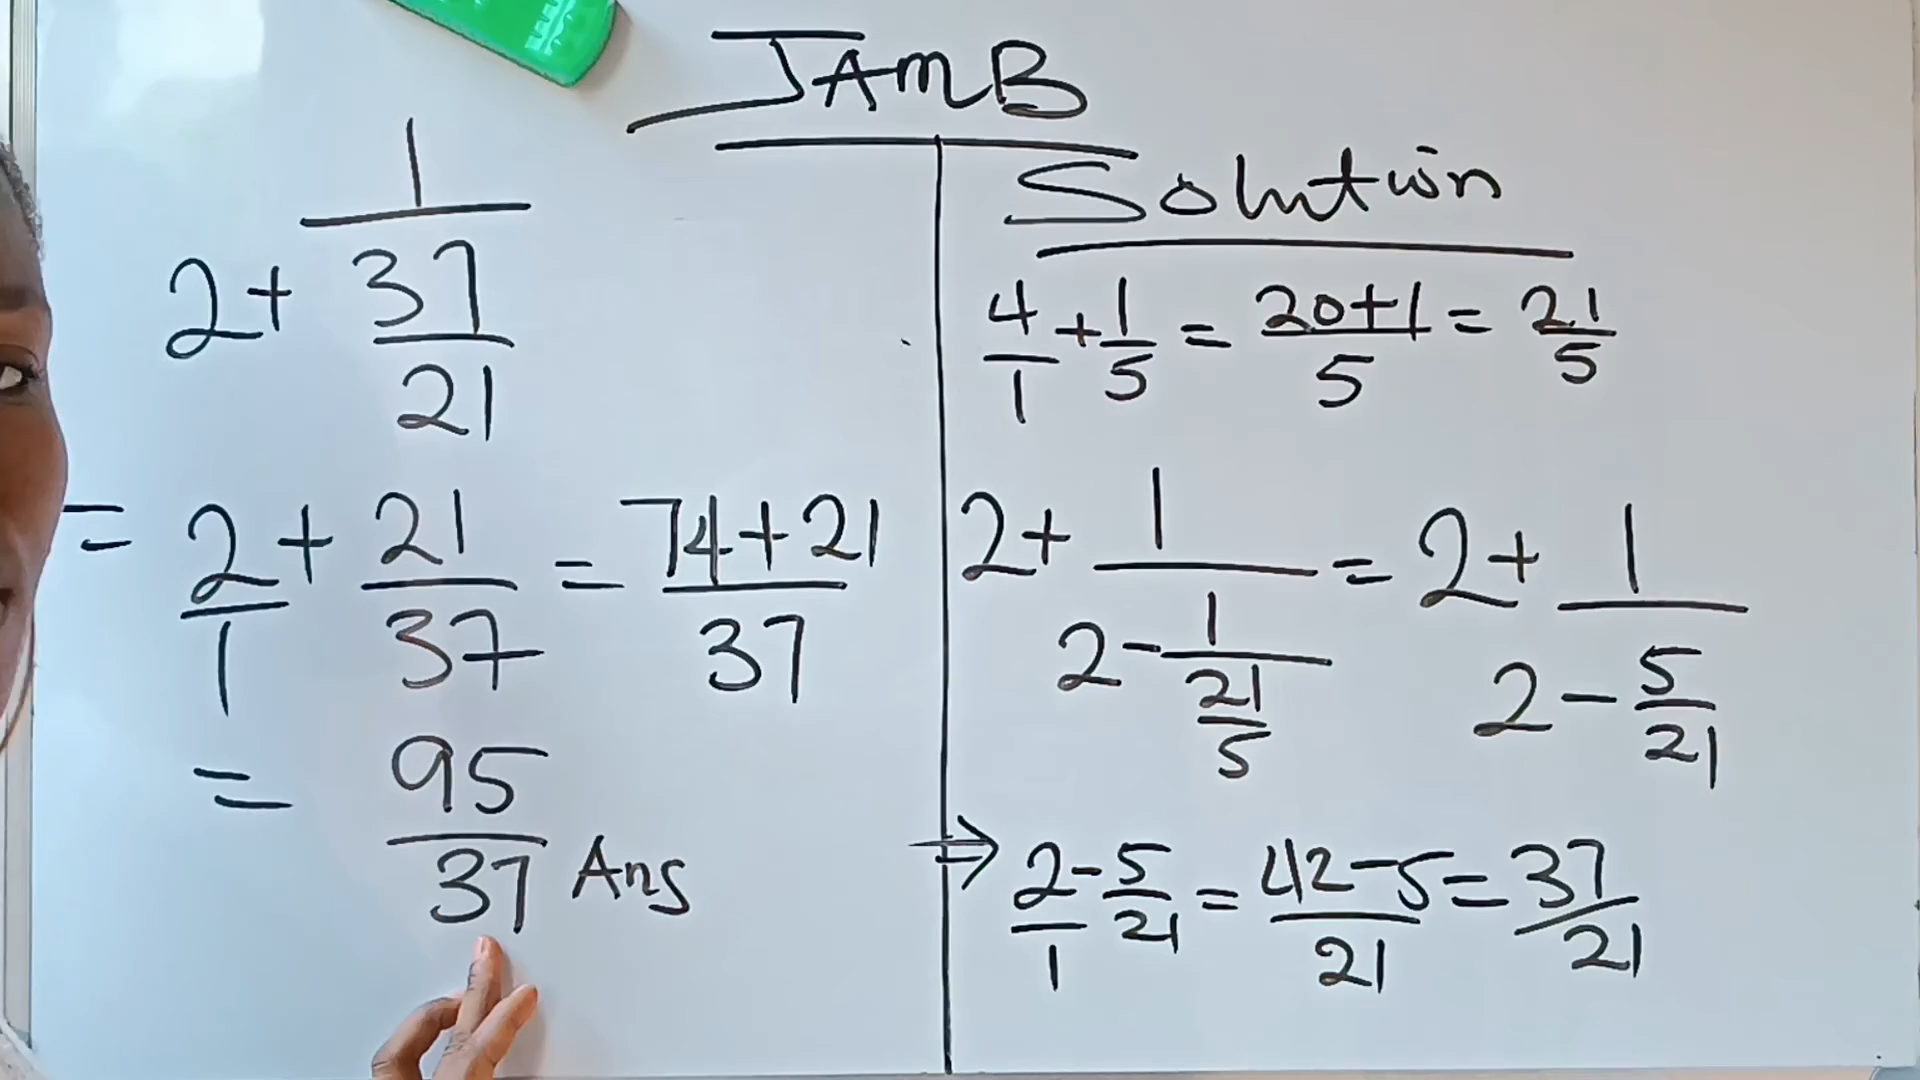 JAMB
Solution
4/1 + 1/5 = (20+1)/5 = 21/5
2 + 1/(2 - 1/(21/5)) = 2 + 1/(2 - 5/21)
⇒ 2/1 - 5/21 = (42-5)/21 = 37/21
2 + 1/(37/21)
= 2/1 + 21/37 = (74+21)/37
= 95/37 Ans